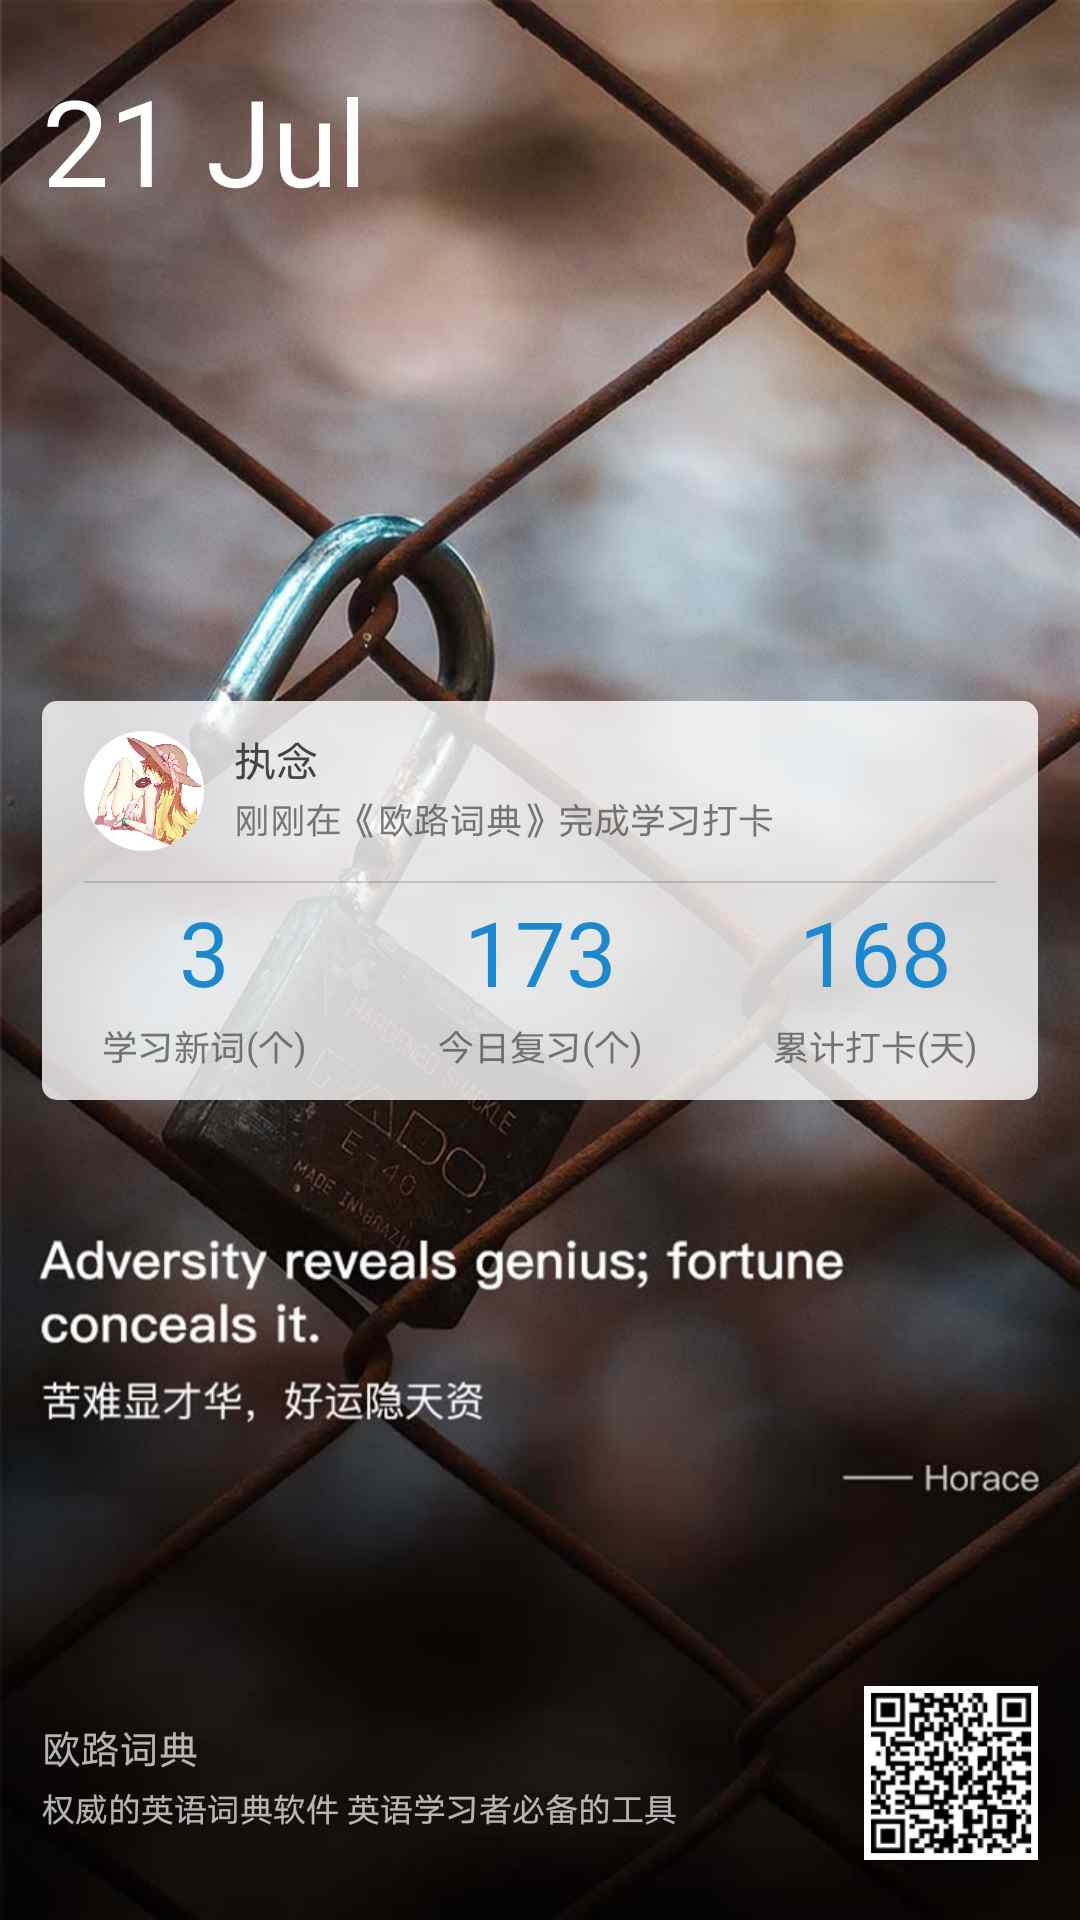 21 Jul
执念
刚刚在《欧路词典》完成学习打卡
3
173
168
学习新词(个)
今日复习(个)
累计打卡(天)
HARDENED SHACKLE
PADO
E-40
MADE IN BRAZIL
Adversity reveals genius; fortune
conceals it.
苦难显才华，好运隐天资
—— Horace
欧路词典
权威的英语词典软件 英语学习者必备的工具